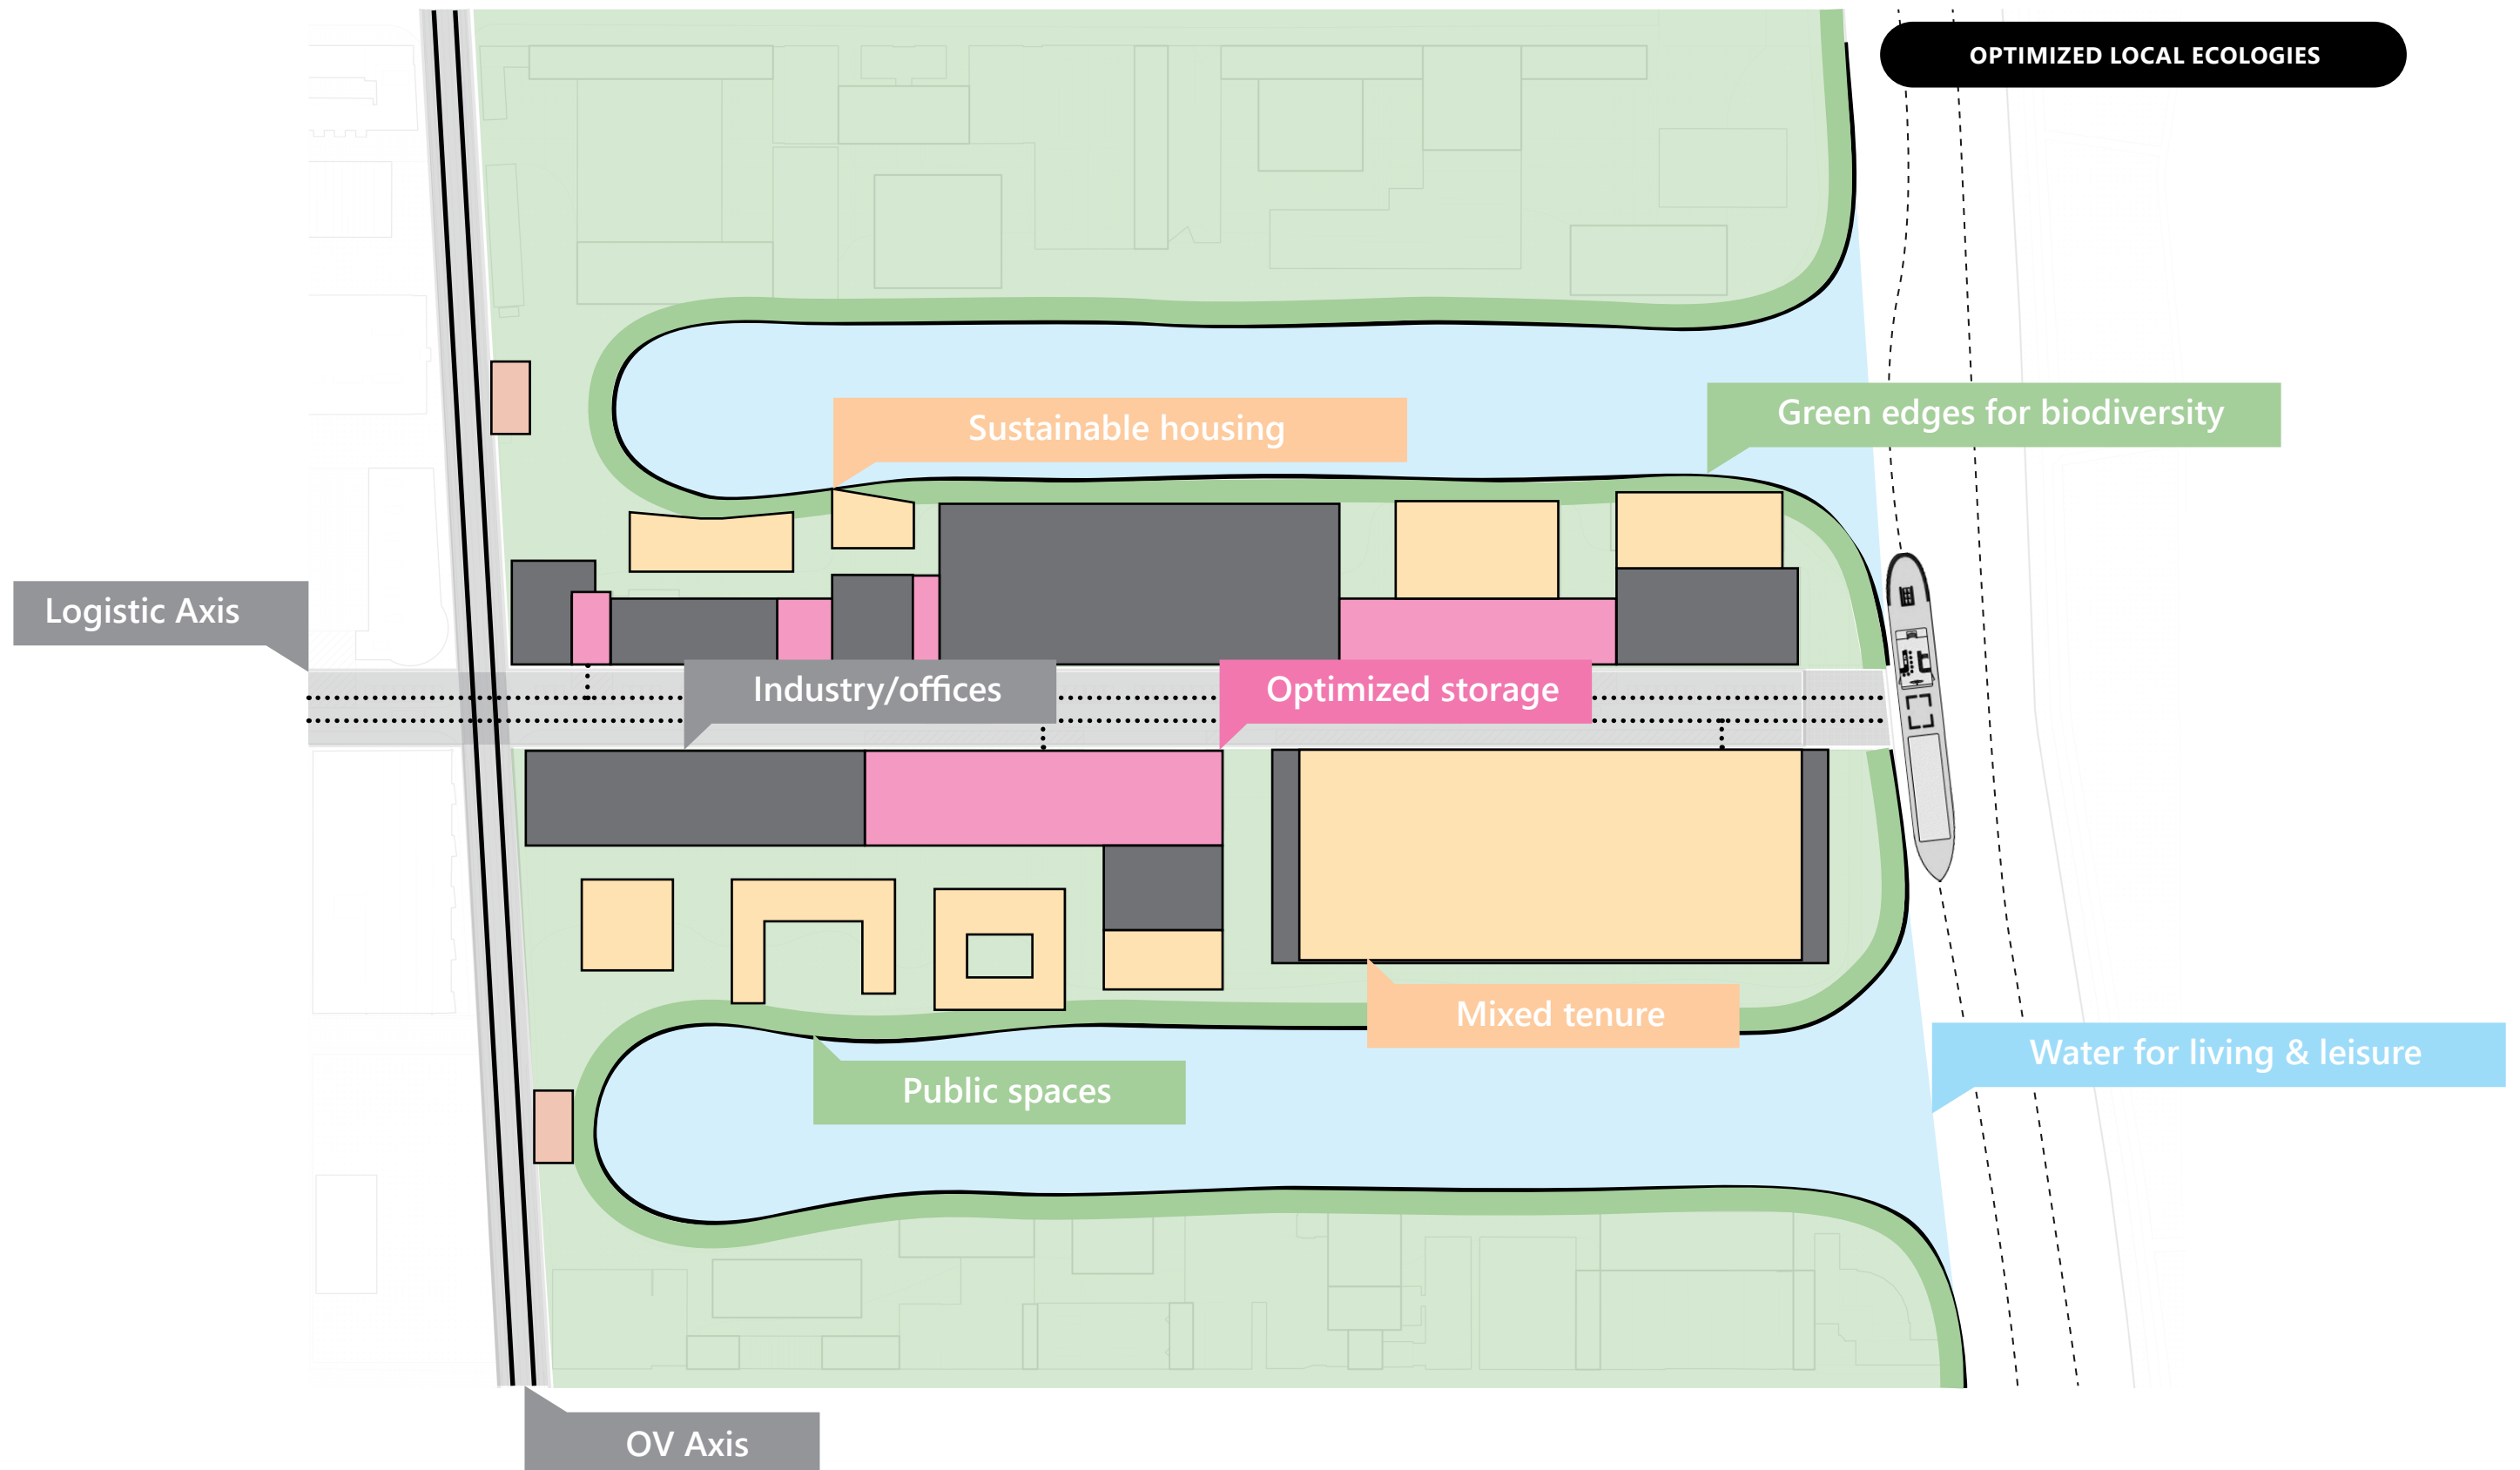 OPTIMIZED LOCAL ECOLOGIES
Green edges for biodiversity
Sustainable housing
Logistic Axis
Industry/offices
Optimized storage
Mixed tenure
Water for living & leisure
Public spaces
OV Axis